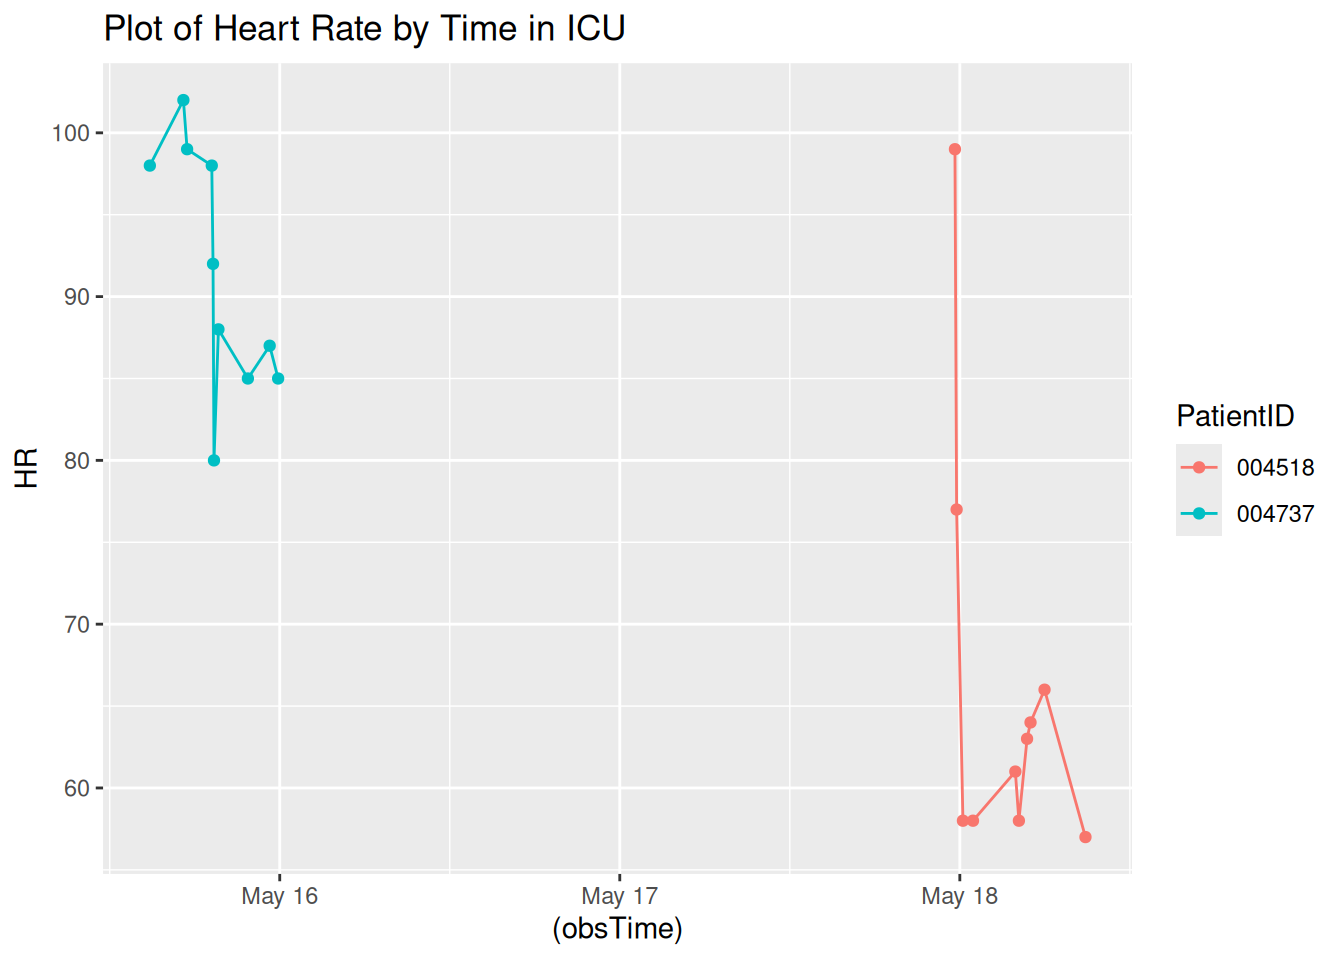 Plot of Heart Rate by Time in ICU
100
90
80
70
60
HR
May 16
May 17
May 18
(obsTime)
PatientID
004518
004737